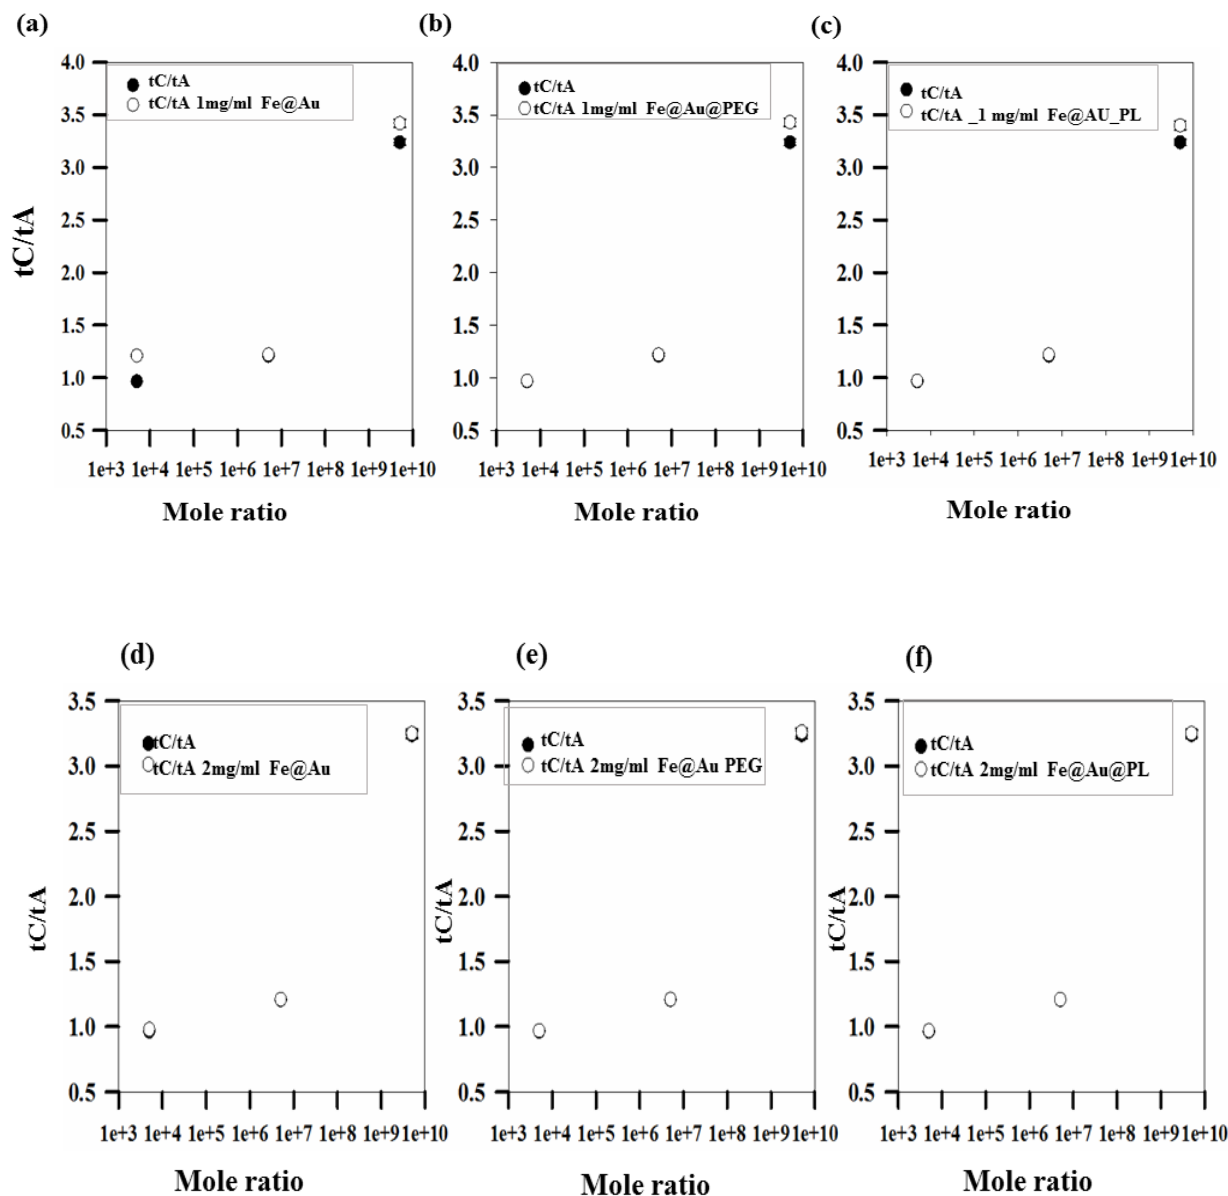 (a)
(b)
(c)
4.0
3.5
3.0
2.5
2.0
1.5
1.0
0.5
tC/tA
tC/tA
tC/tA 1mg/ml Fe@Au
1e+3 1e+4 1e+5 1e+6 1e+7 1e+8 1e+9 1e+10
Mole ratio
4.0
3.5
3.0
2.5
2.0
1.5
1.0
0.5
tC/tA
tC/tA 1mg/ml Fe@Au@PEG
1e+3 1e+4 1e+5 1e+6 1e+7 1e+8 1e+9 1e+10
Mole ratio
4.0
3.5
3.0
2.5
2.0
1.5
1.0
0.5
tC/tA
tC/tA _1 mg/ml Fe@AU_PL
1e+3 1e+4 1e+5 1e+6 1e+7 1e+8 1e+9 1e+10
Mole ratio
(d)
(e)
(f)
3.5
3.0
2.5
2.0
1.5
1.0
0.5
tC/tA
tC/tA
tC/tA 2mg/ml Fe@Au
1e+3 1e+4 1e+5 1e+6 1e+7 1e+8 1e+9 1e+10
Mole ratio
3.5
3.0
2.5
2.0
1.5
1.0
0.5
tC/tA
tC/tA
tC/tA 2mg/ml Fe@Au PEG
1e+3 1e+4 1e+5 1e+6 1e+7 1e+8 1e+9 1e+10
Mole ratio
3.5
3.0
2.5
2.0
1.5
1.0
0.5
tC/tA
tC/tA
tC/tA 2mg/ml Fe@Au@PL
1e+3 1e+4 1e+5 1e+6 1e+7 1e+8 1e+9 1e+10
Mole ratio